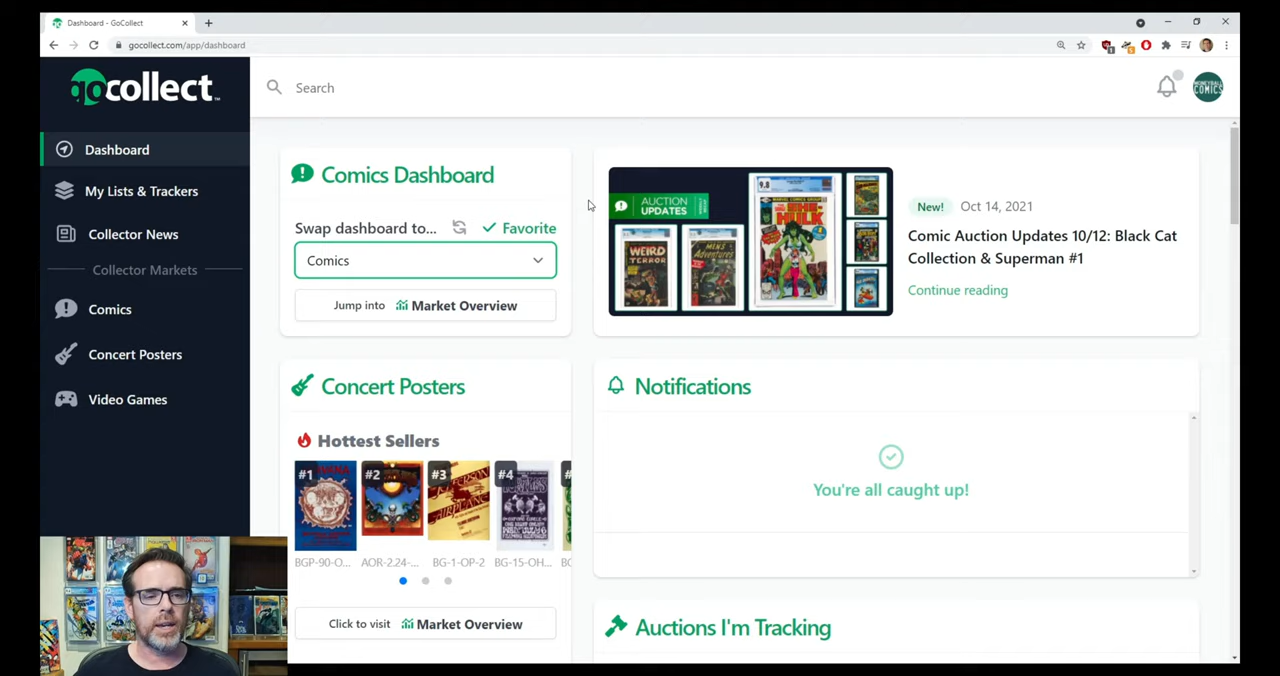 Dashboard - GoCollect
gocollect.com/app/dashboard
gocollect
Search
MONEYBALL
COMICS
Dashboard
My Lists & Trackers
Collector News
Collector Markets
Comics
Concert Posters
Video Games
Comics Dashboard
Swap dashboard to...
Favorite
Comics
Jump into Market Overview
AUCTION
UPDATES
9.8
SHE-
HULK
WEIRD
TERROR
MEN'S
Adventures
New! Oct 14, 2021
Comic Auction Updates 10/12: Black Cat
Collection & Superman #1
Continue reading
Concert Posters
Hottest Sellers
#1 #2 #3 #4 #
BGP-90-O... AOR-2.24-... BG-1-OP-2 BG-15-OH...
Click to visit Market Overview
Notifications
You're all caught up!
Auctions I'm Tracking